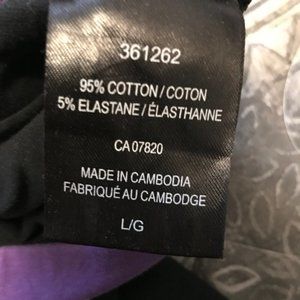 361262
95% COTTON / COTON
5% ELASTANE / ÉLASTHANNE
CA 07820
MADE IN CAMBODIA
FABRIQUÉ AU CAMBODGE
L/G